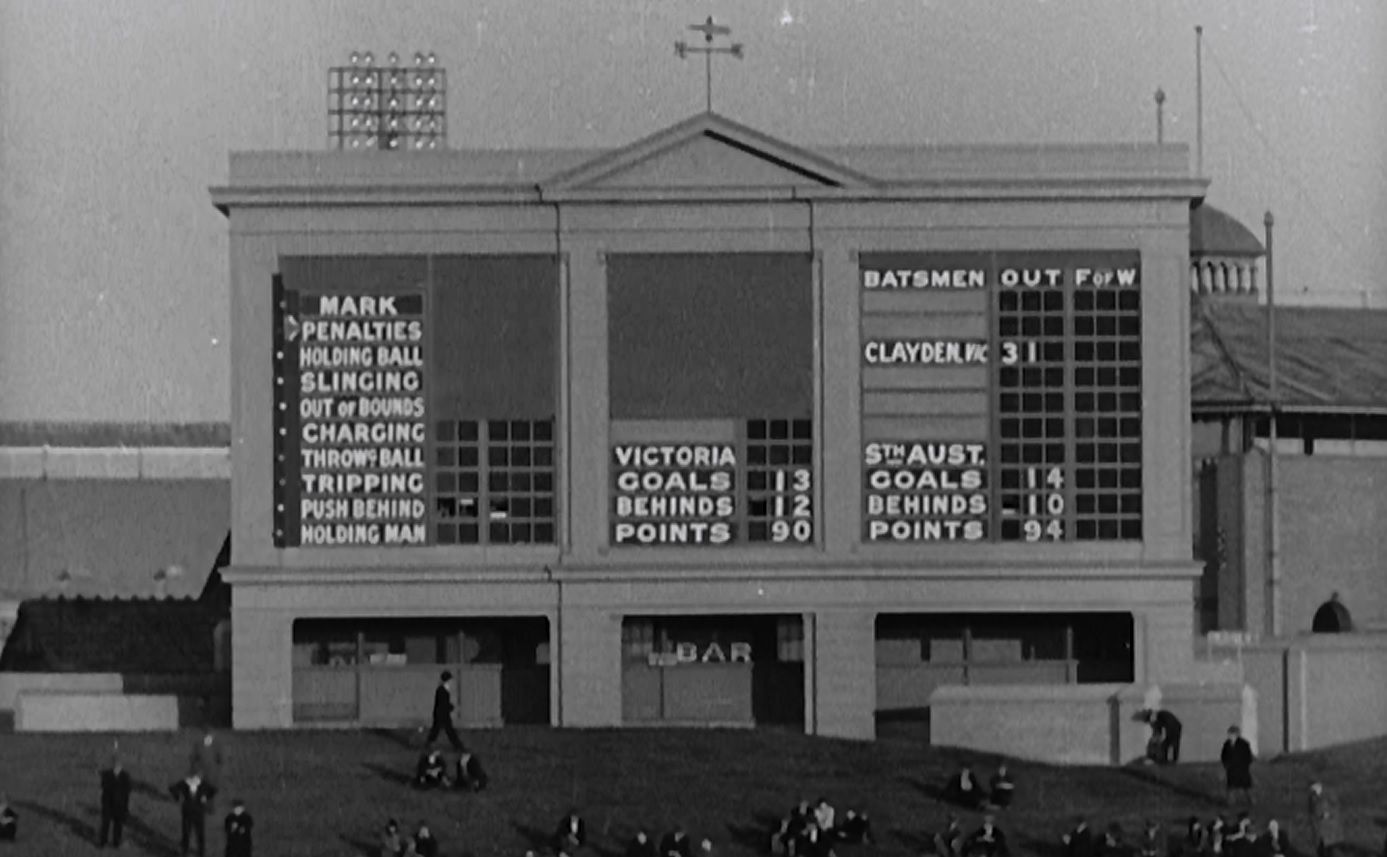 MARK
PENALTIES
HOLDING BALL
SLINGING
OUT OF BOUNDS
CHARGING
THROWG BALL
TRIPPING
PUSH BEHIND
HOLDING MAN
VICTORIA
GOALS 13
BEHINDS 12
POINTS 90
BATSMEN OUT F OF W
CLAYDEN, VIC 31
STH AUST.
GOALS 14
BEHINDS 10
POINTS 94
BAR